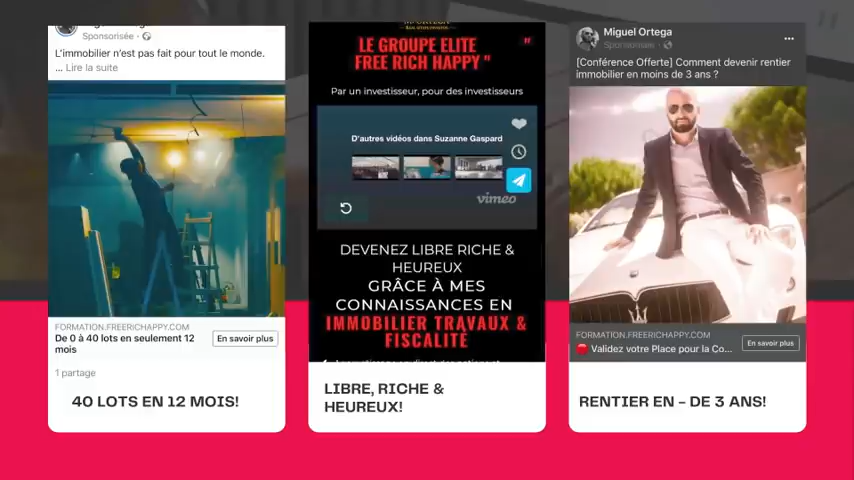 Sponsorisée ·
L'immobilier n'est pas fait pour tout le monde.
... Lire la suite
FORMATION.FREERICHAPPY.COM
De 0 à 40 lots en seulement 12
mois
En savoir plus
1 partage
40 LOTS EN 12 MOIS!
LE GROUPE ELITE "
FREE RICH HAPPY "
Par un investisseur, pour des investisseurs
D'autres vidéos dans Suzanne Gaspard
vimeo
DEVENEZ LIBRE RICHE &
HEUREUX
GRÂCE À MES
CONNAISSANCES EN
IMMOBILIER TRAVAUX &
FISCALITÉ
LIBRE, RICHE &
HEUREUX!
Miguel Ortega
Sponsorisée ·
[Conférence Offerte] Comment devenir rentier
immobilier en moins de 3 ans ?
FORMATION.FREERICHAPPY.COM
Validez votre Place pour la Co...
En savoir plus
RENTIER EN - DE 3 ANS!